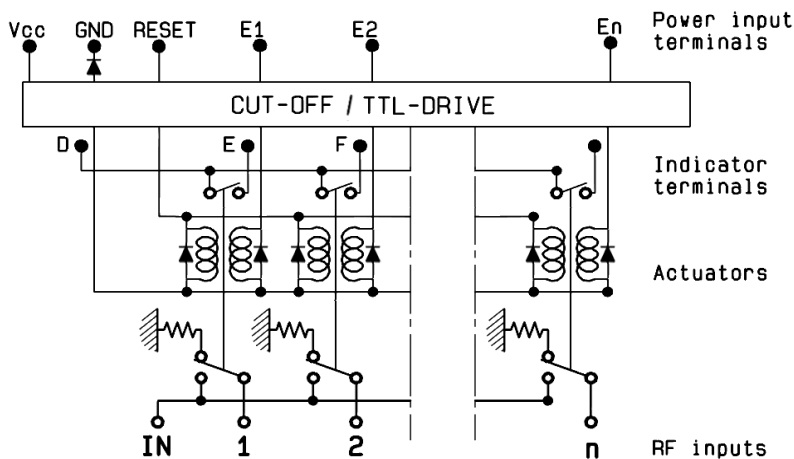 Vcc GND RESET E1 E2 En Power input
terminals
CUT-OFF / TTL-DRIVE
D E F Indicator
terminals
Actuators
IN 1 2 n RF inputs